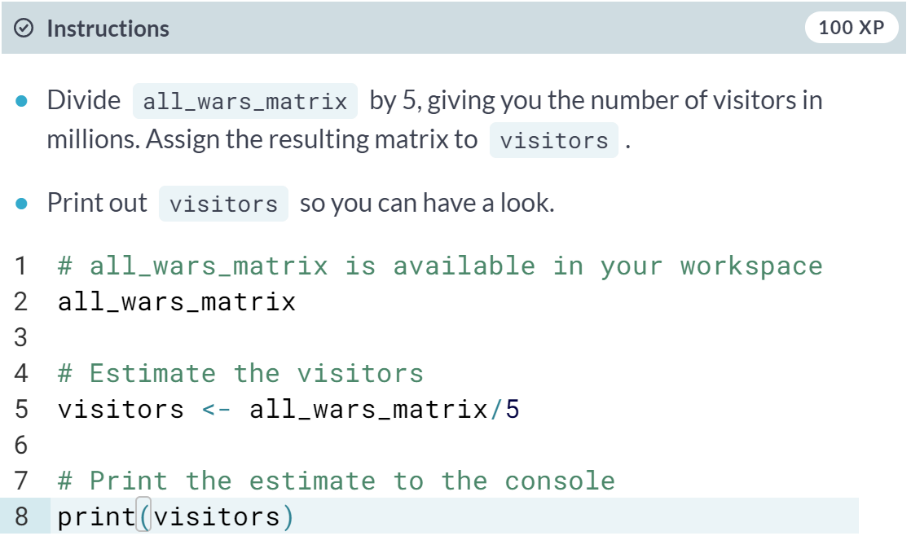 Instructions
100 XP
Divide all_wars_matrix by 5, giving you the number of visitors in
millions. Assign the resulting matrix to visitors .
Print out visitors so you can have a look.
1 # all_wars_matrix is available in your workspace
2 all_wars_matrix
3
4 # Estimate the visitors
5 visitors <- all_wars_matrix/5
6
7 # Print the estimate to the console
8 print(visitors)